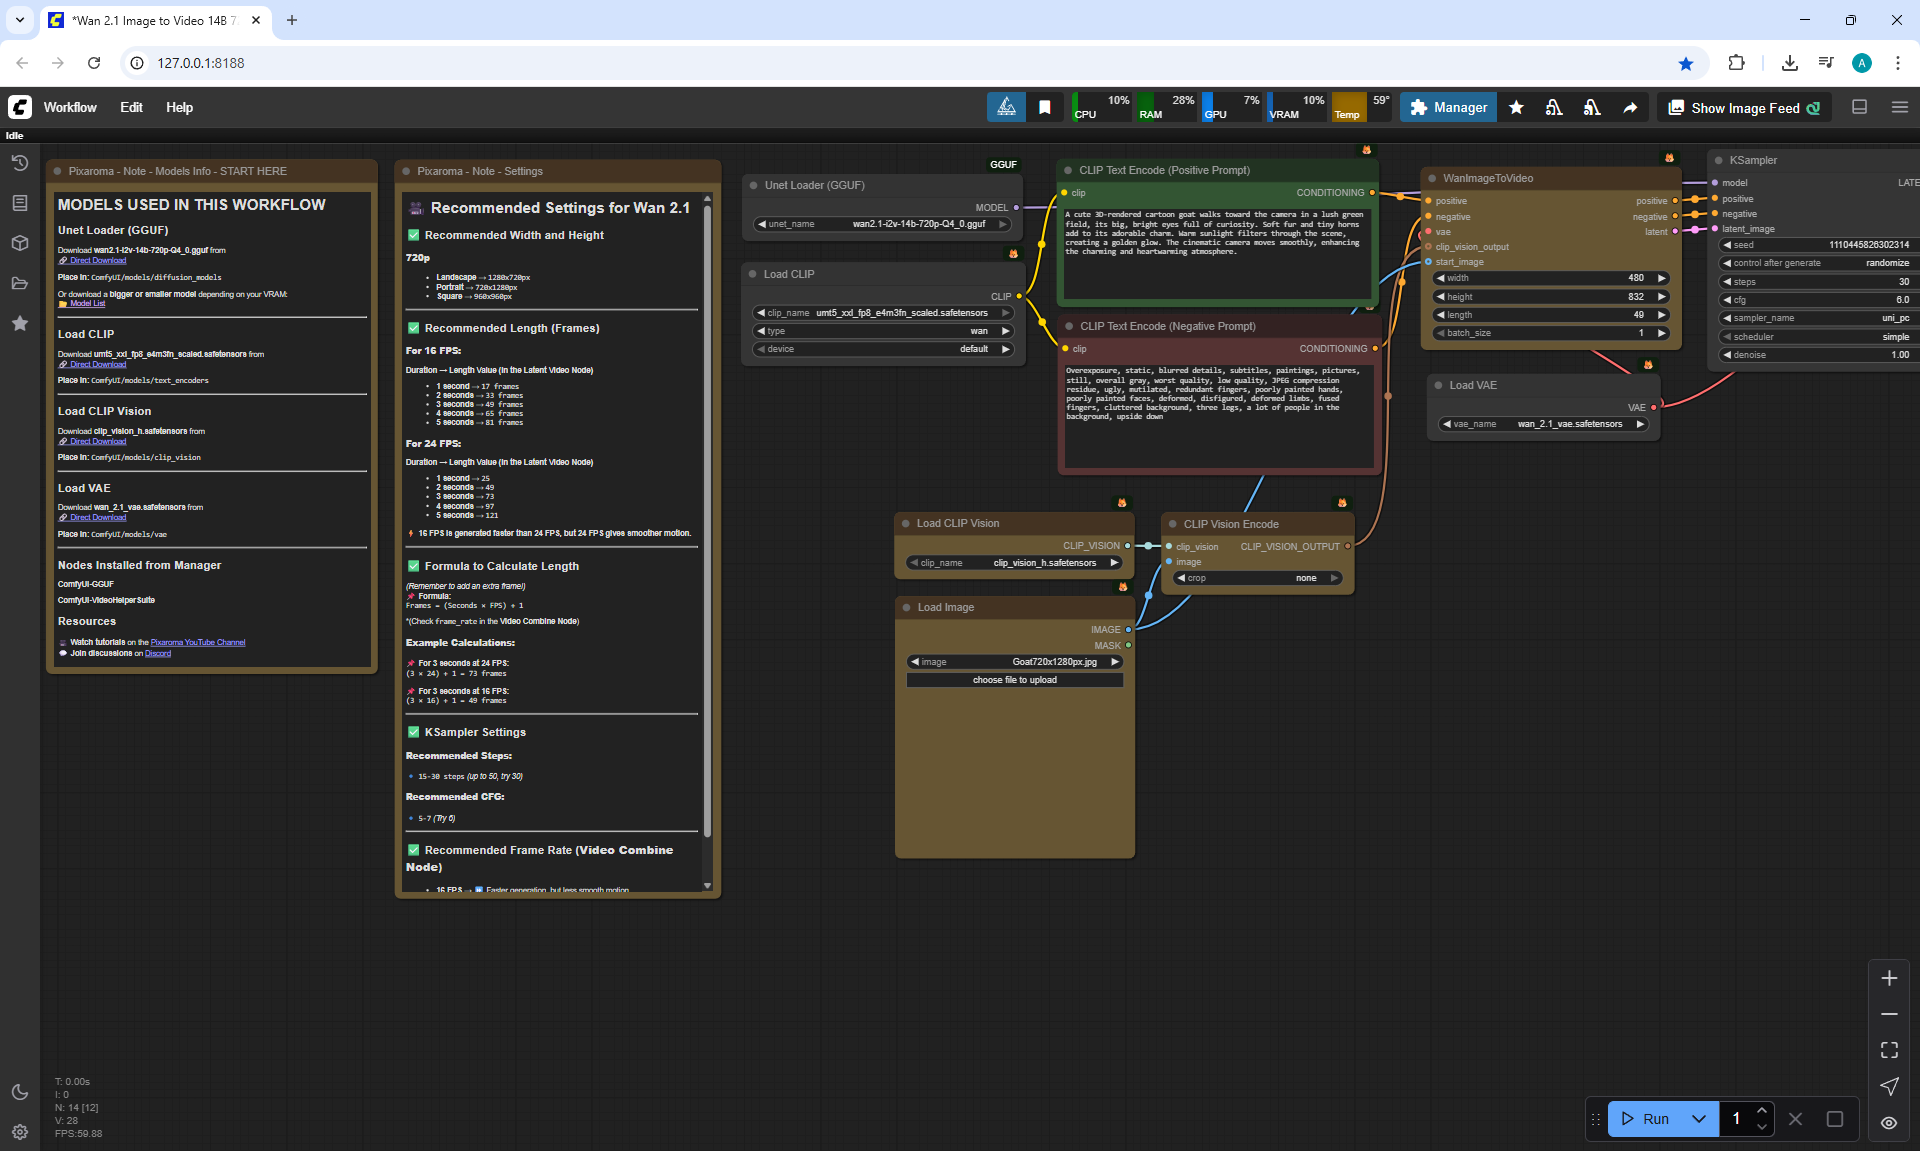 *Wan 2.1 Image to Video 14B 7
127.0.0.1:8188
A
Workflow Edit Help
10% CPU
28% RAM
7% GPU
10% VRAM
59° Temp
Manager
Show Image Feed
Idle
Pixaroma - Note - Models Info - START HERE
MODELS USED IN THIS WORKFLOW
Unet Loader (GGUF)
Download wan2.1-i2v-14b-720p-Q4_0.gguf from
Direct Download
Place in: ComfyUI/models/diffusion_models
Or download a bigger or smaller model depending on your VRAM:
Model List
Load CLIP
Download umt5_xxl_fp8_e4m3fn_scaled.safetensors from
Direct Download
Place in: ComfyUI/models/text_encoders
Load CLIP Vision
Download clip_vision_h.safetensors from
Direct Download
Place in: ComfyUI/models/clip_vision
Load VAE
Download wan_2.1_vae.safetensors from
Direct Download
Place in: ComfyUI/models/vae
Nodes Installed from Manager
ComfyUI-GGUF
ComfyUI-VideoHelperSuite
Resources
Watch tutorials on the Pixaroma YouTube Channel
Join discussions on Discord
Pixaroma - Note - Settings
Recommended Settings for Wan 2.1
✅ Recommended Width and Height
720p
• Landscape → 1280x720px
• Portrait → 720x1280px
• Square → 960x960px
✅ Recommended Length (Frames)
For 16 FPS:
Duration → Length Value (in the Latent Video Node)
• 1 second → 17 frames
• 2 seconds → 33 frames
• 3 seconds → 49 frames
• 4 seconds → 65 frames
• 5 seconds → 81 frames
For 24 FPS:
Duration → Length Value (in the Latent Video Node)
• 1 second → 25
• 2 seconds → 49
• 3 seconds → 73
• 4 seconds → 97
• 5 seconds → 121
16 FPS is generated faster than 24 FPS, but 24 FPS gives smoother motion.
✅ Formula to Calculate Length
(Remember to add an extra frame!)
📌 Formula:
Frames = (Seconds × FPS) + 1
*(Check frame_rate in the Video Combine Node)
Example Calculations:
📌 For 3 seconds at 24 FPS:
(3 × 24) + 1 = 73 frames
📌 For 3 seconds at 16 FPS:
(3 × 16) + 1 = 49 frames
✅ KSampler Settings
Recommended Steps:
15-30 steps (up to 50, try 30)
Recommended CFG:
5-7 (Try 6)
✅ Recommended Frame Rate (Video Combine
Node)
• 16 FPS → Faster generation, but less smooth motion
GGUF
Unet Loader (GGUF)
MODEL
unet_name wan2.1-i2v-14b-720p-Q4_0.gguf
Load CLIP
CLIP
clip_name umt5_xxl_fp8_e4m3fn_scaled.safetensors
type wan
device default
CLIP Text Encode (Positive Prompt)
clip CONDITIONING
A cute 3D-rendered cartoon goat walks toward the camera in a lush green
field, its big, bright eyes full of curiosity. Soft fur and tiny horns
add to its adorable charm. Warm sunlight filters through the scene,
creating a golden glow. The cinematic camera moves smoothly, enhancing
the charming and heartwarming atmosphere.
CLIP Text Encode (Negative Prompt)
clip CONDITIONING
Overexposure, static, blurred details, subtitles, paintings, pictures,
still, overall gray, worst quality, low quality, JPEG compression
residue, ugly, mutilated, redundant fingers, poorly painted hands,
poorly painted faces, deformed, disfigured, deformed limbs, fused
fingers, cluttered background, three legs, a lot of people in the
background, upside down
Load CLIP Vision
CLIP_VISION
clip_name clip_vision_h.safetensors
CLIP Vision Encode
clip_vision CLIP_VISION_OUTPUT
image
crop none
Load Image
IMAGE
MASK
image Goat720x1280px.jpg
choose file to upload
WanImageToVideo
positive positive
negative negative
vae latent
clip_vision_output
start_image
width 480
height 832
length 49
batch_size 1
Load VAE
VAE
vae_name wan_2.1_vae.safetensors
KSampler
model LATE
positive
negative
latent_image
seed 1110445826302314
control after generate randomize
steps 30
cfg 6.0
sampler_name uni_pc
scheduler simple
denoise 1.00
T: 0.00s
I: 0
N: 14 [12]
V: 28
FPS:59.88
Run 1